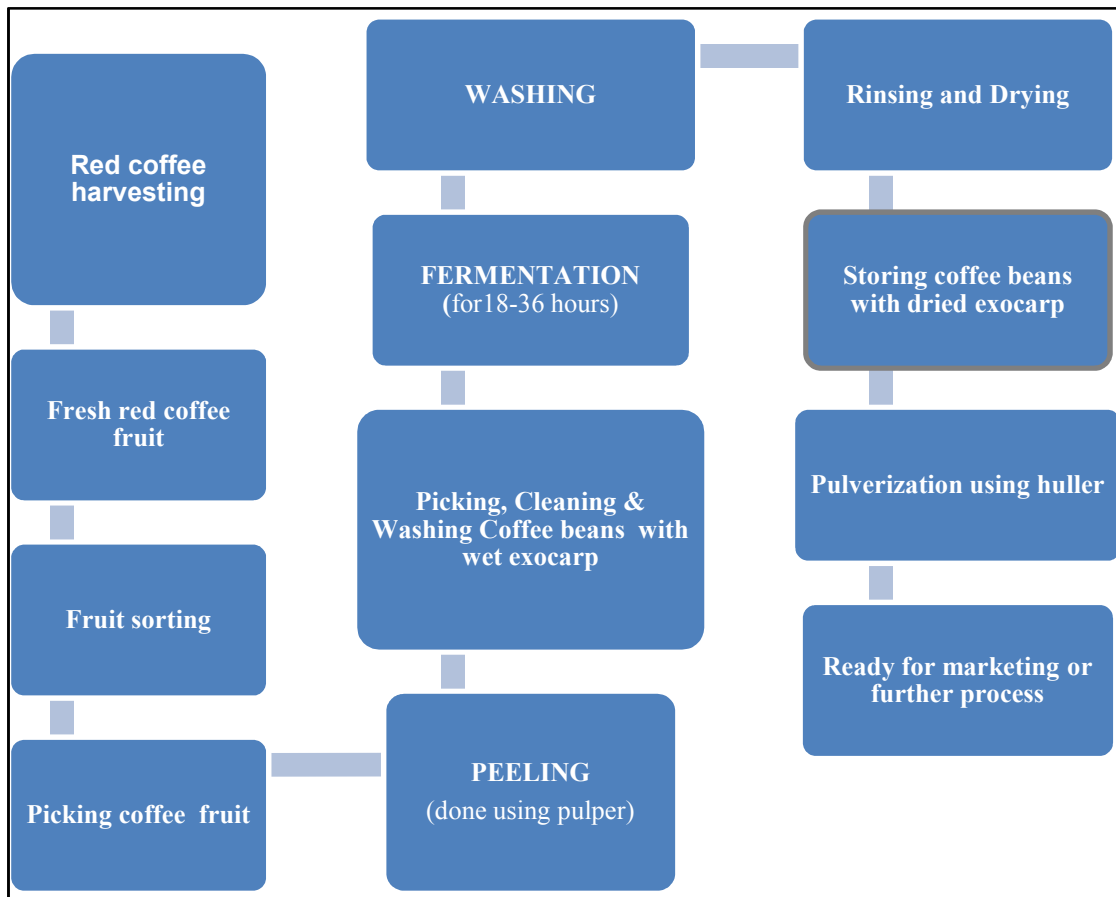 Red coffee
harvesting
Fresh red coffee
fruit
Fruit sorting
Picking coffee fruit
PEELING
(done using pulper)
Picking, Cleaning &
Washing Coffee beans with
wet exocarp
FERMENTATION
(for18-36 hours)
WASHING
Rinsing and Drying
Storing coffee beans
with dried exocarp
Pulverization using huller
Ready for marketing or
further process